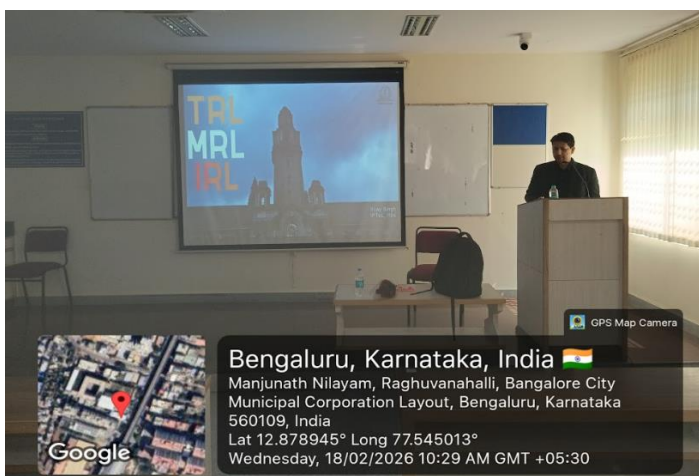 TRL
MRL
IRL
GPS Map Camera
Bengaluru, Karnataka, India
Manjunath Nilayam, Raghuvanahalli, Bangalore City
Municipal Corporation Layout, Bengaluru, Karnataka
560109, India
Lat 12.878945° Long 77.545013°
Wednesday, 18/02/2026 10:29 AM GMT +05:30
Google